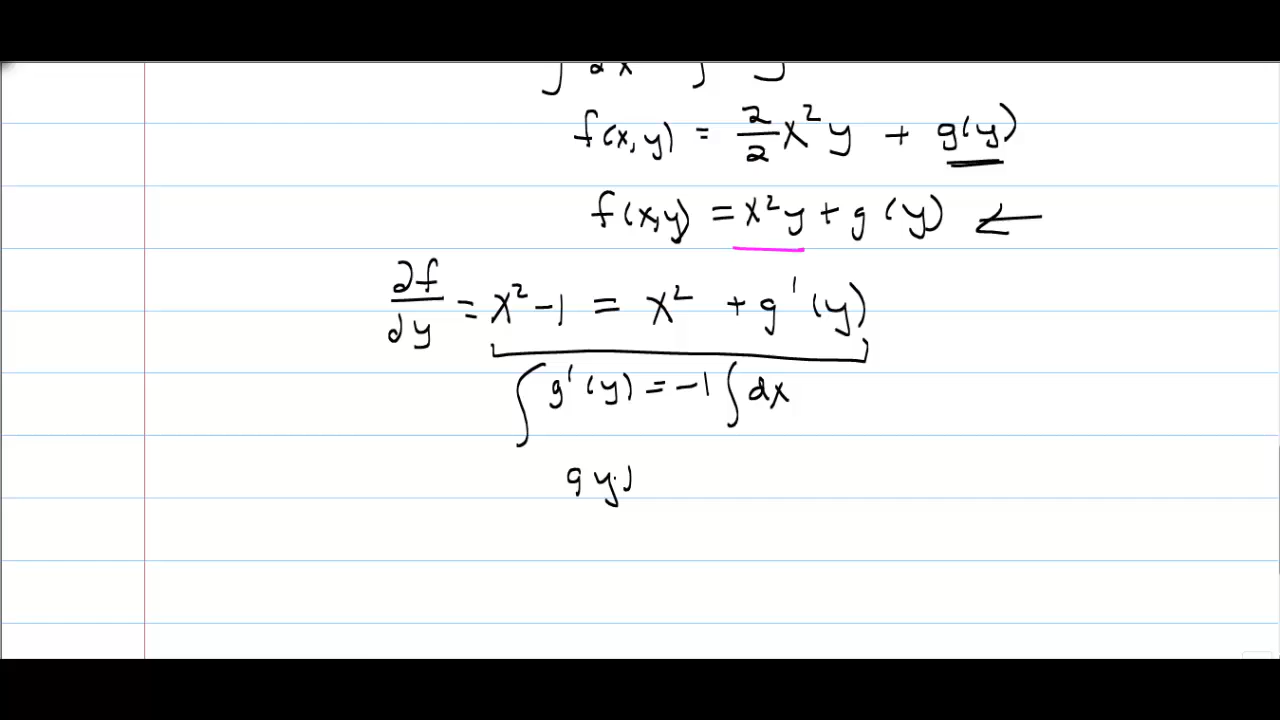 f(x,y) = 2/2 x²y + g(y)
f(x,y) = x²y + g(y) ←
∂f/∂y = x² - 1 = x² + g'(y)
∫ g'(y) = -1 ∫ dx
g y)